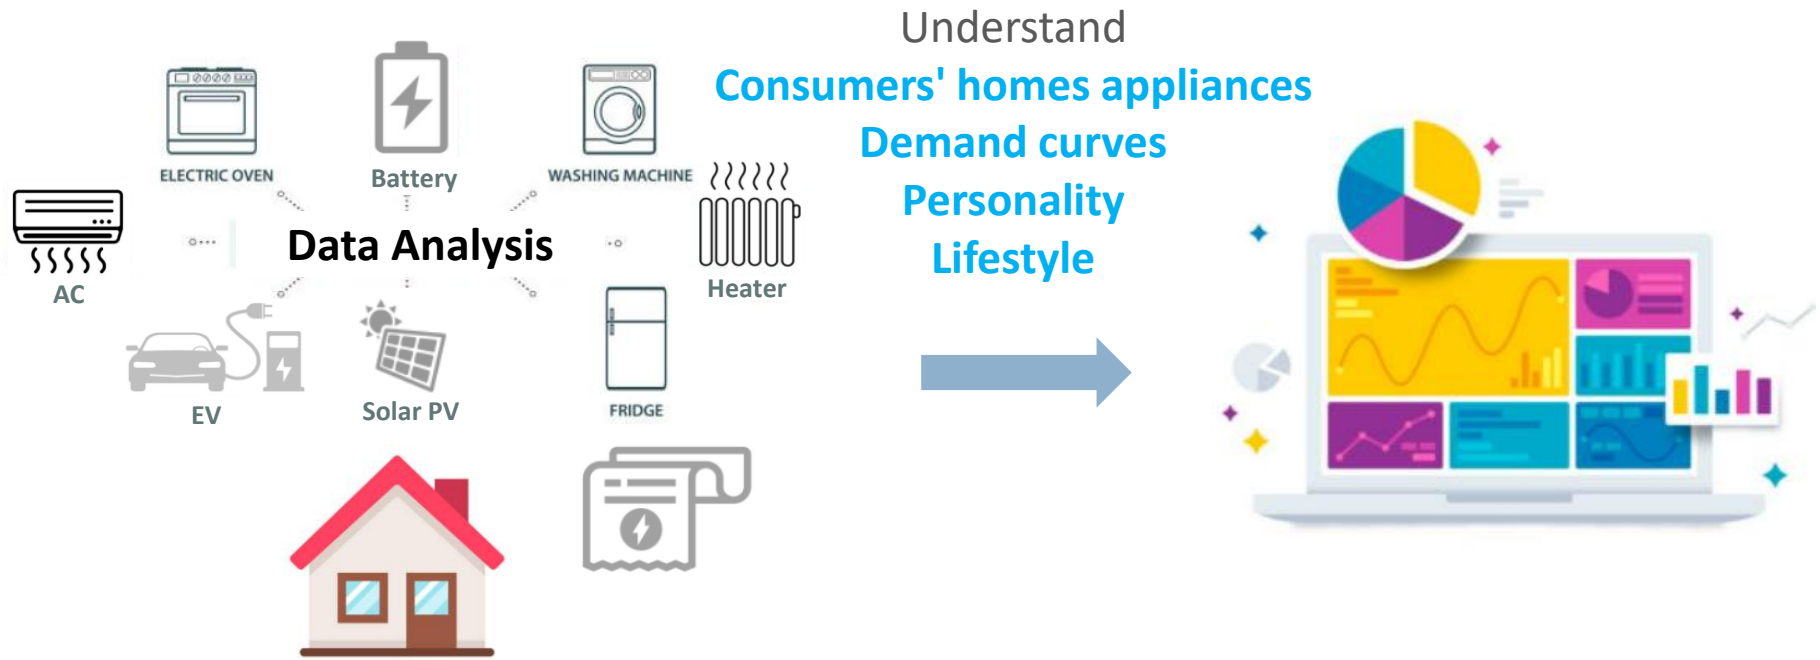 Understand
Consumers' homes appliances
Demand curves
Personality
Lifestyle
ELECTRIC OVEN
Battery
WASHING MACHINE
Data Analysis
AC
Heater
EV
Solar PV
FRIDGE